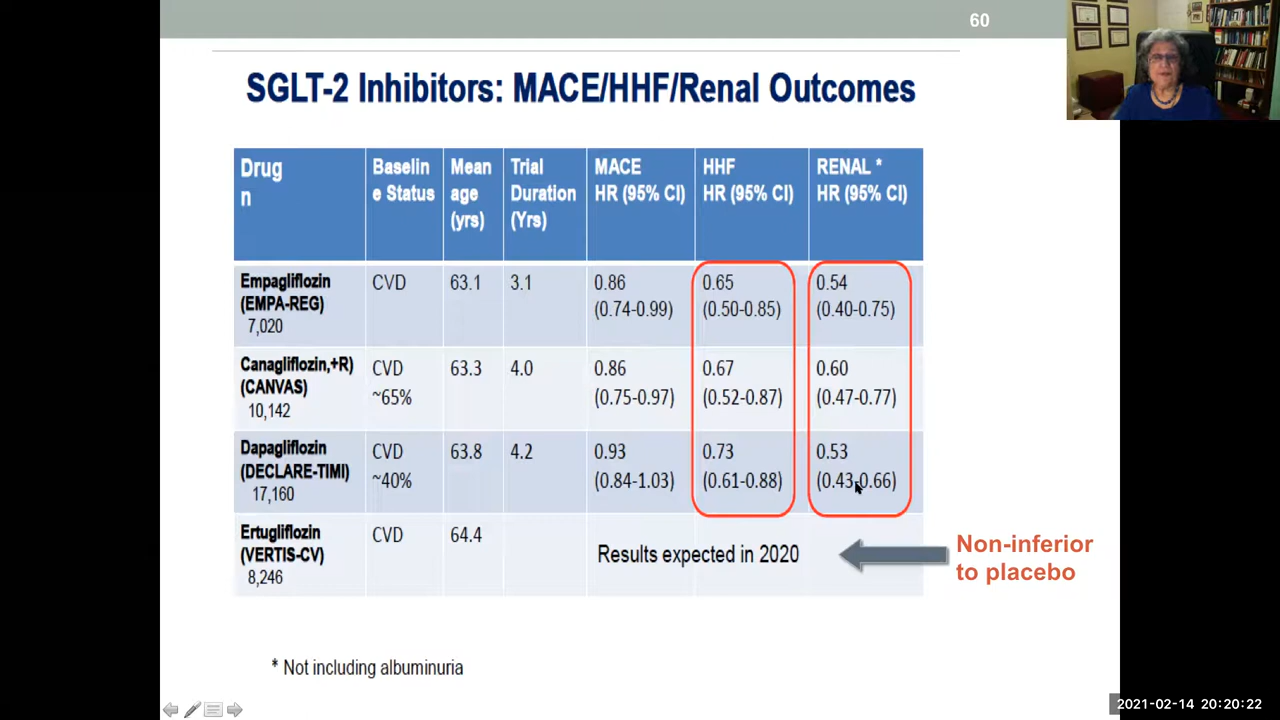 60
SGLT-2 Inhibitors: MACE/HHF/Renal Outcomes
Drug
n
Baselin
e Status
Mean
age
(yrs)
Trial
Duration
(Yrs)
MACE
HR (95% CI)
HHF
HR (95% CI)
RENAL *
HR (95% CI)
Empagliflozin
(EMPA-REG)
7,020
CVD
63.1
3.1
0.86
(0.74-0.99)
0.65
(0.50-0.85)
0.54
(0.40-0.75)
Canagliflozin,+R)
(CANVAS)
10,142
CVD
~65%
63.3
4.0
0.86
(0.75-0.97)
0.67
(0.52-0.87)
0.60
(0.47-0.77)
Dapagliflozin
(DECLARE-TIMI)
17,160
CVD
~40%
63.8
4.2
0.93
(0.84-1.03)
0.73
(0.61-0.88)
0.53
(0.43-0.66)
Ertugliflozin
(VERTIS-CV)
8,246
CVD
64.4
Results expected in 2020
Non-inferior
to placebo
* Not including albuminuria
2021-02-14 20:20:22